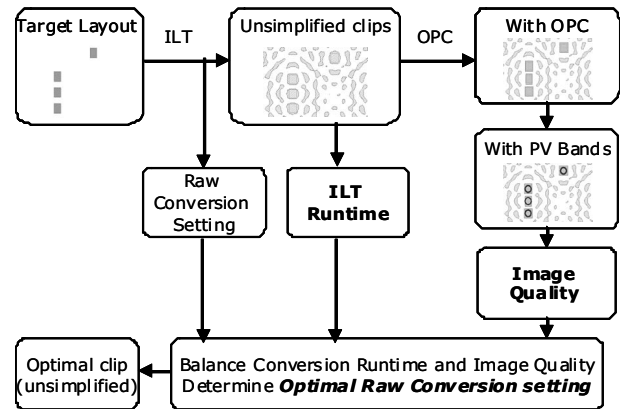 Target Layout
ILT
Unsimplified clips
OPC
With OPC
With PV Bands
Raw
Conversion
Setting
ILT
Runtime
Image
Quality
Optimal clip
(unsimplified)
Balance Conversion Runtime and Image Quality
Determine Optimal Raw Conversion setting